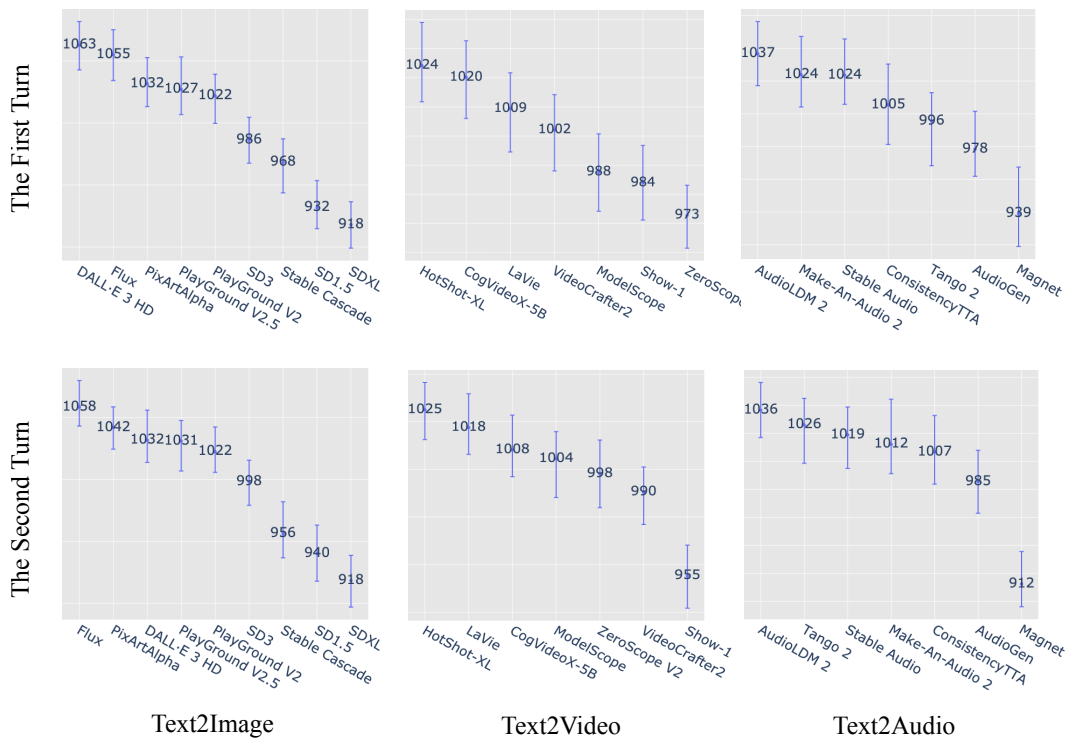 The First Turn
1063
1055
1032
1027
1022
986
968
932
918
DALL·E 3 HD
Flux
PixArtAlpha
PlayGround V2.5
PlayGround V2
SD3
Stable Cascade
SD1.5
SDXL
1024
1020
1009
1002
988
984
973
HotShot-XL
CogVideoX-5B
LaVie
VideoCrafter2
ModelScope
Show-1
ZeroScope
1037
1024
1024
1005
996
978
939
AudioLDM 2
Make-An-Audio 2
Stable Audio
ConsistencyTTA
Tango 2
AudioGen
Magnet
The Second Turn
1058
1042
1032
1031
1022
998
956
940
918
Flux
PixArtAlpha
DALL·E 3 HD
PlayGround V2.5
PlayGround V2
SD3
Stable Cascade
SD1.5
SDXL
1025
1018
1008
1004
998
990
955
HotShot-XL
LaVie
CogVideoX-5B
ModelScope
ZeroScope V2
VideoCrafter2
Show-1
1036
1026
1019
1012
1007
985
912
AudioLDM 2
Tango 2
Stable Audio
Make-An-Audio 2
ConsistencyTTA
AudioGen
Magnet
Text2Image
Text2Video
Text2Audio